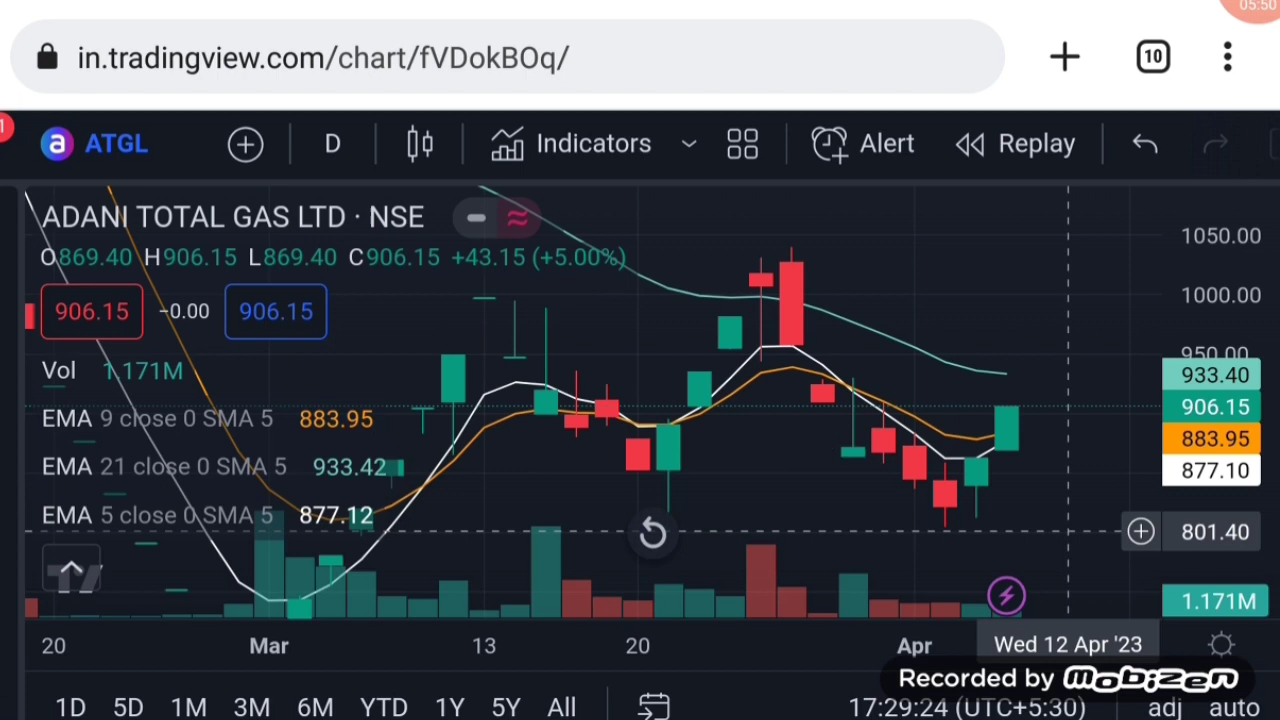 05:50
in.tradingview.com/chart/fVDokBOq/
10
1
a ATGL D Indicators Alert Replay
ADANI TOTAL GAS LTD · NSE
O869.40 H906.15 L869.40 C906.15 +43.15 (+5.00%)
906.15 −0.00 906.15
Vol 1.171M
EMA 9 close 0 SMA 5 883.95
EMA 21 close 0 SMA 5 933.42
EMA 5 close 0 SMA 5 877.12
1050.00
1000.00
950.00
933.40
906.15
883.95
877.10
801.40
1.171M
20 Mar 13 20 Apr Wed 12 Apr '23
Recorded by mobizen
1D 5D 1M 3M 6M YTD 1Y 5Y All 17:29:24 (UTC+5:30) adj auto